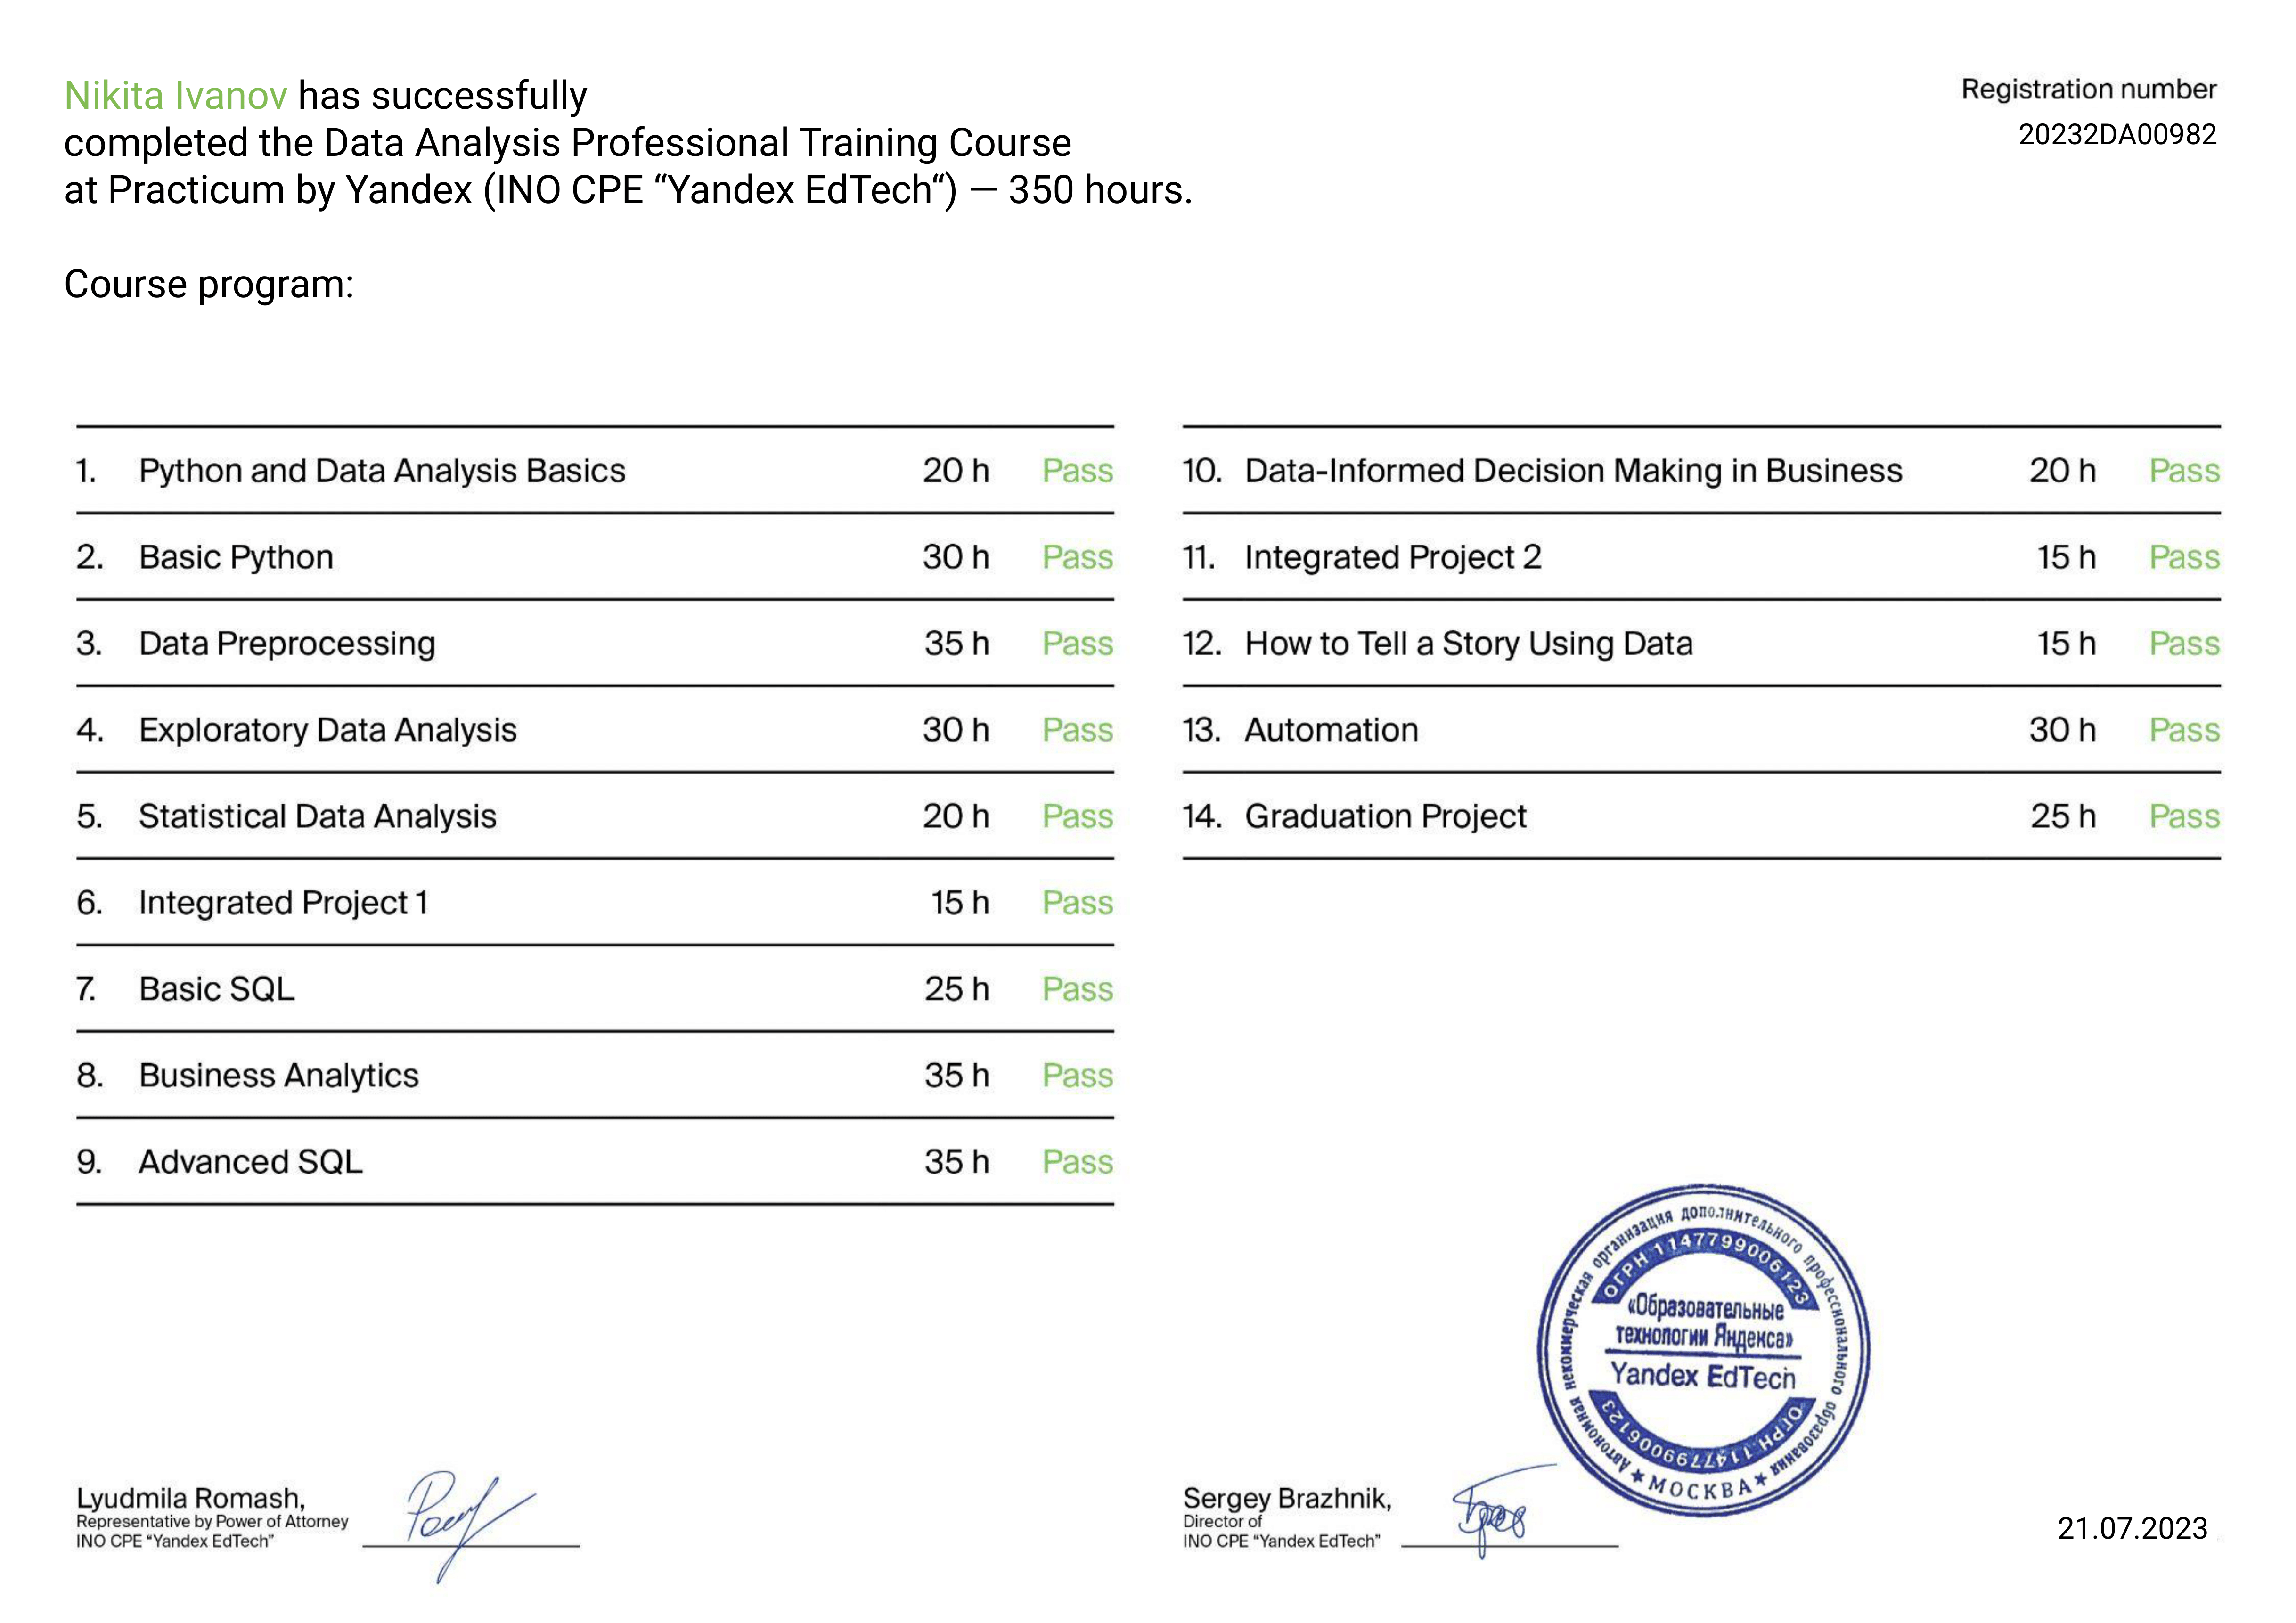 Nikita Ivanov has successfully
completed the Data Analysis Professional Training Course
at Practicum by Yandex (INO CPE “Yandex EdTech“) — 350 hours.
Registration number
20232DA00982
Course program:
1. Python and Data Analysis Basics 20 h Pass
2. Basic Python 30 h Pass
3. Data Preprocessing 35 h Pass
4. Exploratory Data Analysis 30 h Pass
5. Statistical Data Analysis 20 h Pass
6. Integrated Project 1 15 h Pass
7. Basic SQL 25 h Pass
8. Business Analytics 35 h Pass
9. Advanced SQL 35 h Pass
10. Data-Informed Decision Making in Business 20 h Pass
11. Integrated Project 2 15 h Pass
12. How to Tell a Story Using Data 15 h Pass
13. Automation 30 h Pass
14. Graduation Project 25 h Pass
Автономная некоммерческая организация дополнительного профессионального образования
ОГРН 1147799006123
«Образовательные
технологии Яндекса»
Yandex EdTech
ОГРН 1147799006123
★ МОСКВА ★
Lyudmila Romash,
Representative by Power of Attorney
INO CPE “Yandex EdTech”
Sergey Brazhnik,
Director of
INO CPE “Yandex EdTech”
21.07.2023